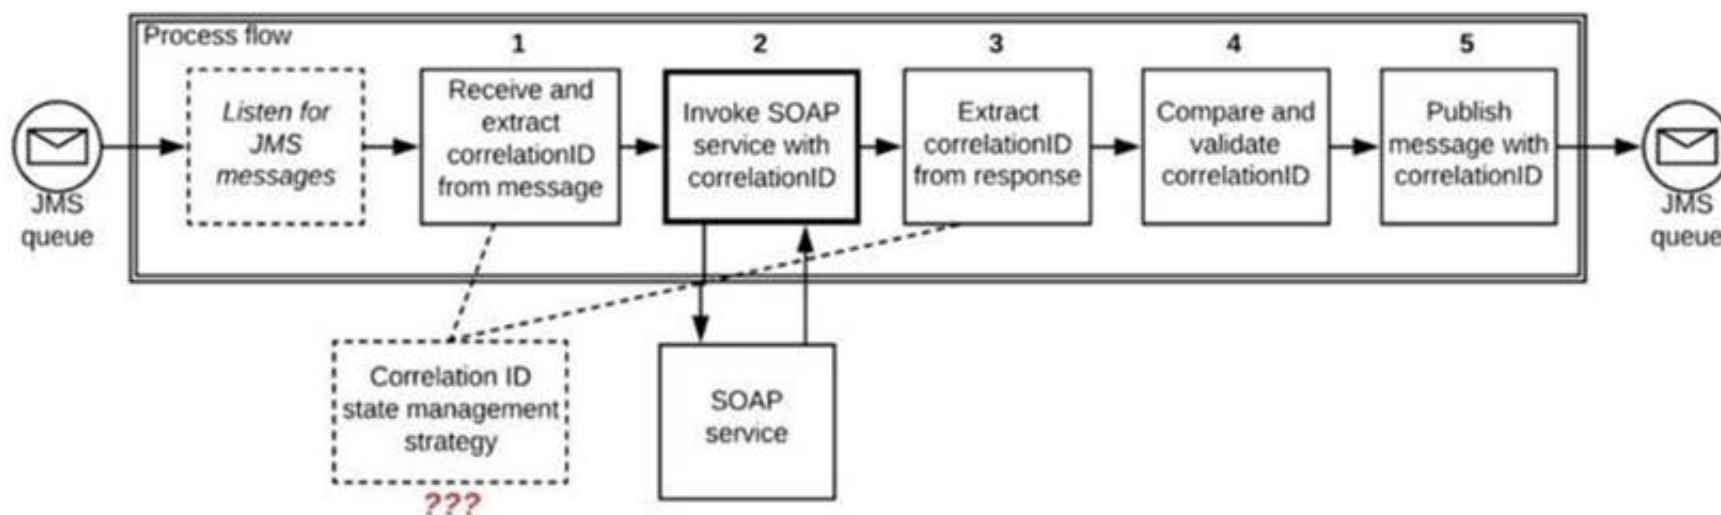 Process flow
1
2
3
4
5
Listen for
JMS
messages
Receive and
extract
correlationID
from message
Invoke SOAP
service with
correlationID
Extract
correlationID
from response
Compare and
validate
correlationID
Publish
message with
correlationID
JMS
queue
JMS
queue
Correlation ID
state management
strategy
???
SOAP
service